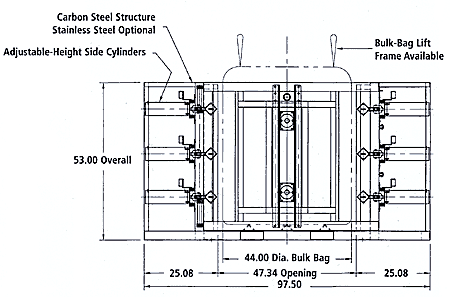 Carbon Steel Structure
Stainless Steel Optional
Adjustable-Height Side Cylinders
Bulk-Bag Lift
Frame Available
53.00 Overall
44.00 Dia. Bulk Bag
25.08
47.34 Opening
25.08
97.50